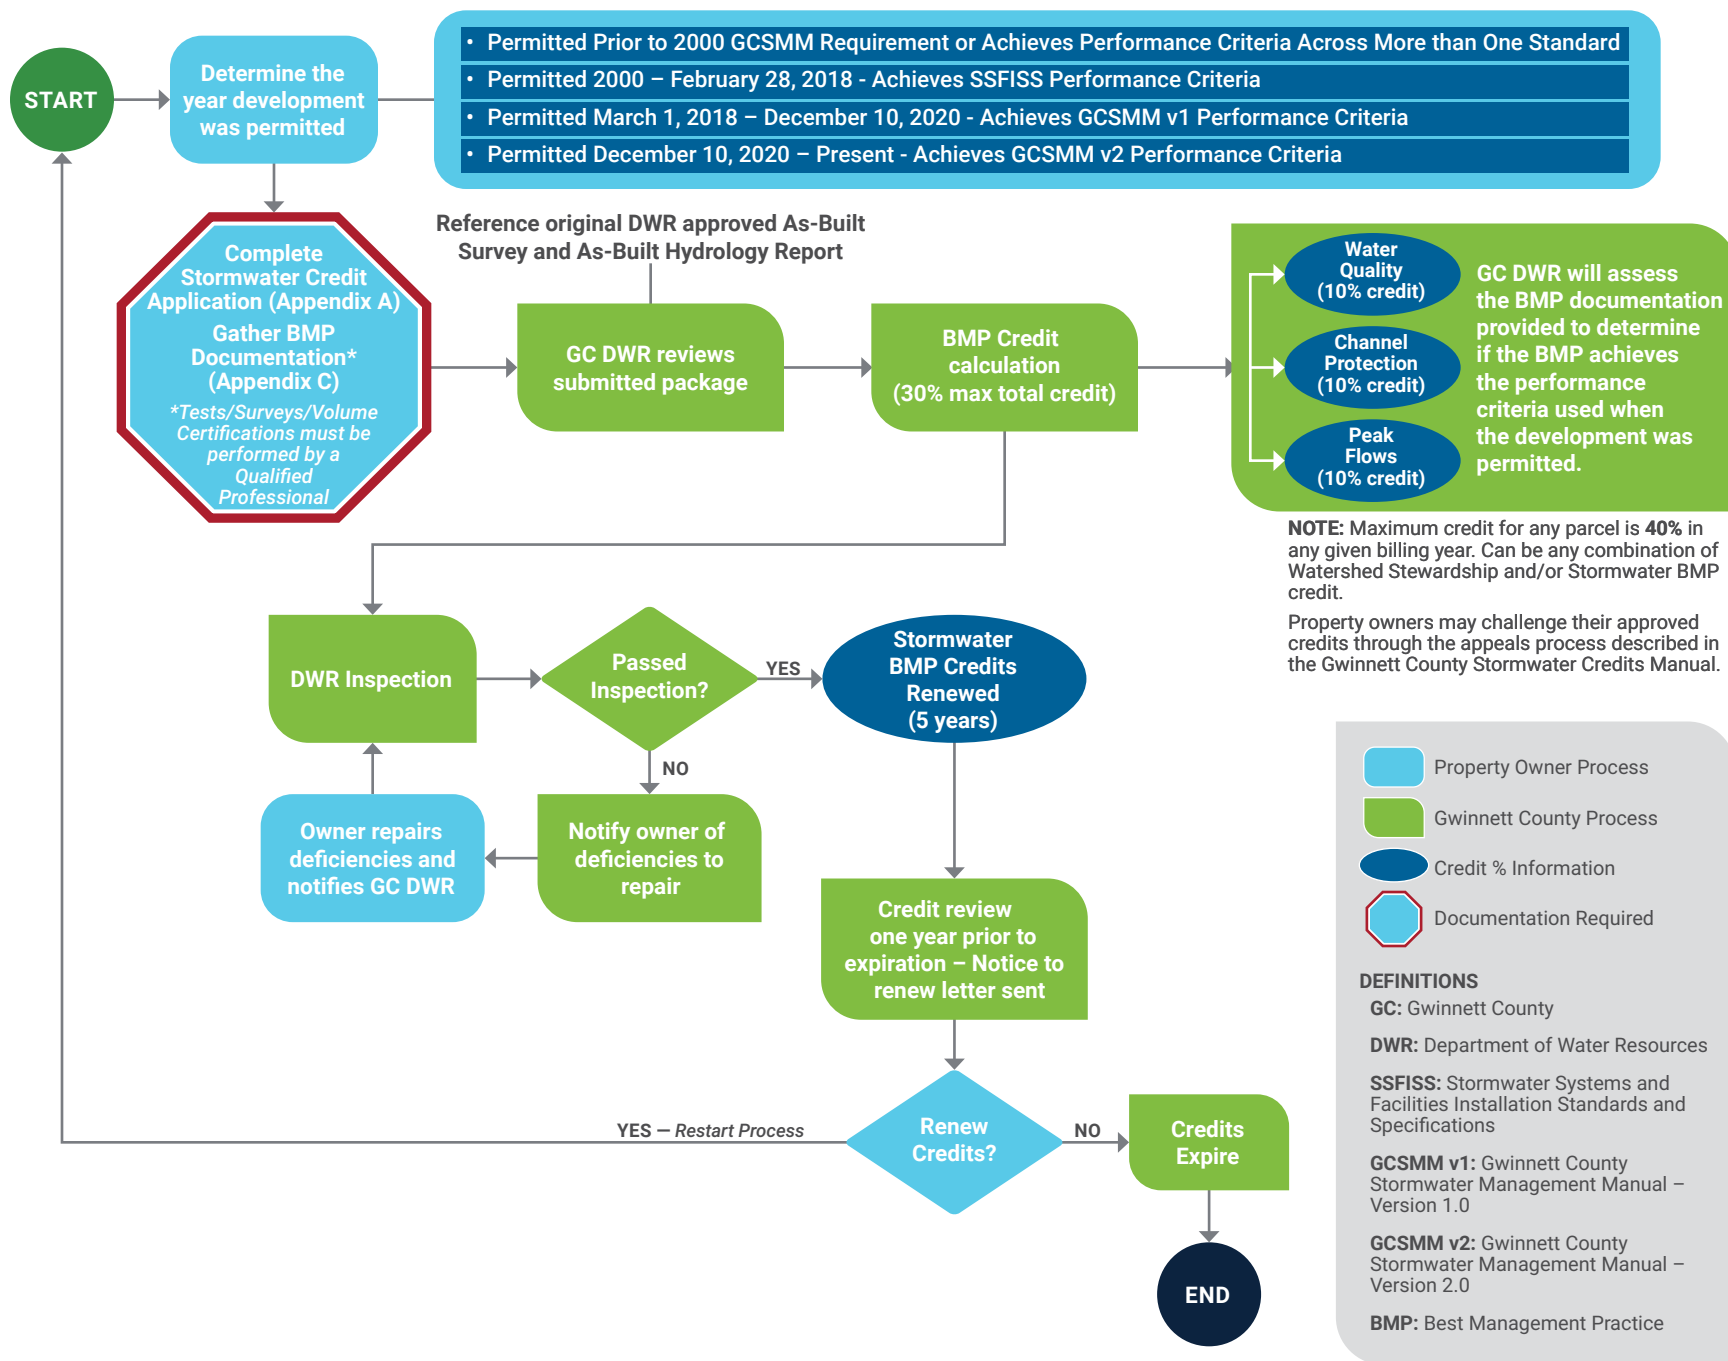 START
Determine the
year development
was permitted
• Permitted Prior to 2000 GCSMM Requirement or Achieves Performance Criteria Across More than One Standard
• Permitted 2000 – February 28, 2018 - Achieves SSFISS Performance Criteria
• Permitted March 1, 2018 – December 10, 2020 - Achieves GCSMM v1 Performance Criteria
• Permitted December 10, 2020 – Present - Achieves GCSMM v2 Performance Criteria
Complete
Stormwater Credit
Application (Appendix A)
Gather BMP
Documentation*
(Appendix C)
*Tests/Surveys/Volume
Certifications must be
performed by a
Qualified
Professional
Reference original DWR approved As-Built
Survey and As-Built Hydrology Report
GC DWR reviews
submitted package
BMP Credit
calculation
(30% max total credit)
Water
Quality
(10% credit)
Channel
Protection
(10% credit)
Peak
Flows
(10% credit)
GC DWR will assess
the BMP documentation
provided to determine
if the BMP achieves
the performance
criteria used when
the development was
permitted.
NOTE: Maximum credit for any parcel is 40% in
any given billing year. Can be any combination of
Watershed Stewardship and/or Stormwater BMP
credit.
Property owners may challenge their approved
credits through the appeals process described in
the Gwinnett County Stormwater Credits Manual.
DWR Inspection
Passed
Inspection?
YES
Stormwater
BMP Credits
Renewed
(5 years)
NO
Owner repairs
deficiencies and
notifies GC DWR
Notify owner of
deficiencies to
repair
Credit review
one year prior to
expiration – Notice to
renew letter sent
YES — Restart Process
Renew
Credits?
NO
Credits
Expire
END
Property Owner Process
Gwinnett County Process
Credit % Information
Documentation Required
DEFINITIONS
GC: Gwinnett County
DWR: Department of Water Resources
SSFISS: Stormwater Systems and
Facilities Installation Standards and
Specifications
GCSMM v1: Gwinnett County
Stormwater Management Manual –
Version 1.0
GCSMM v2: Gwinnett County
Stormwater Management Manual –
Version 2.0
BMP: Best Management Practice